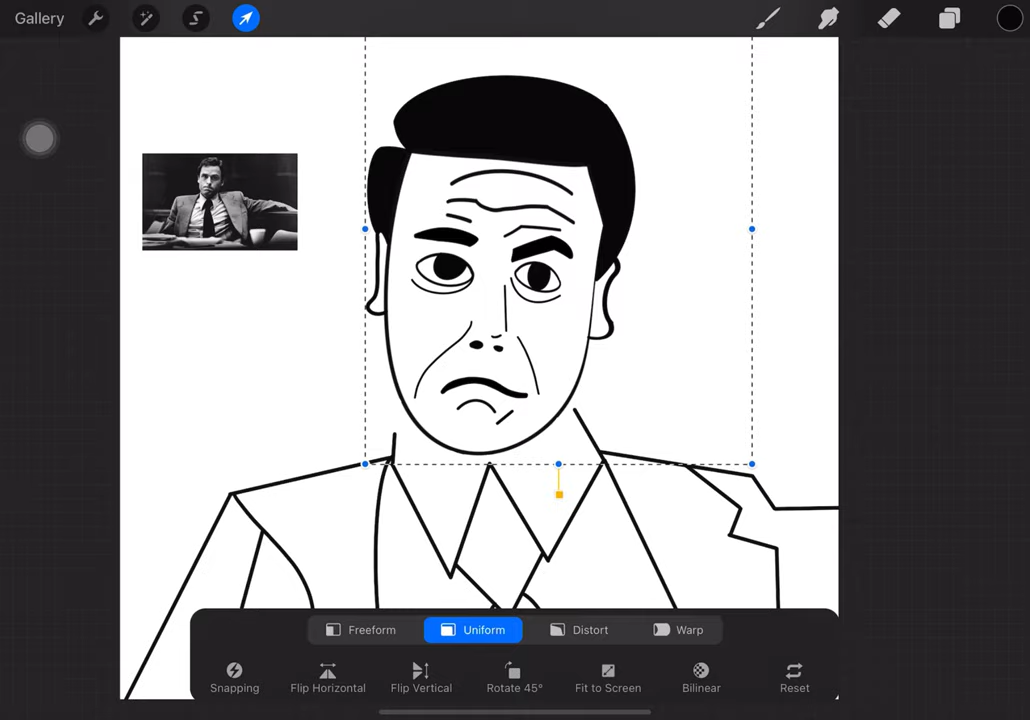 Gallery
Freeform Uniform Distort Warp
Snapping Flip Horizontal Flip Vertical Rotate 45° Fit to Screen Bilinear Reset